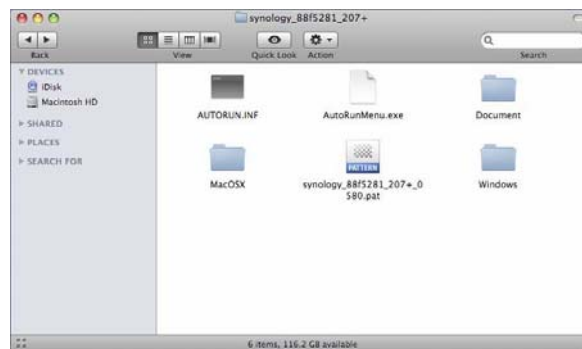 synology_88f5281_207+
Back
View
Quick Look
Action
Search
DEVICES
iDisk
Macintosh HD
SHARED
PLACES
SEARCH FOR
AUTORUN.INF
AutoRunMenu.exe
Document
MacOSX
PATTERN
synology_88f5281_207+_0
580.pat
Windows
6 items, 116.2 GB available